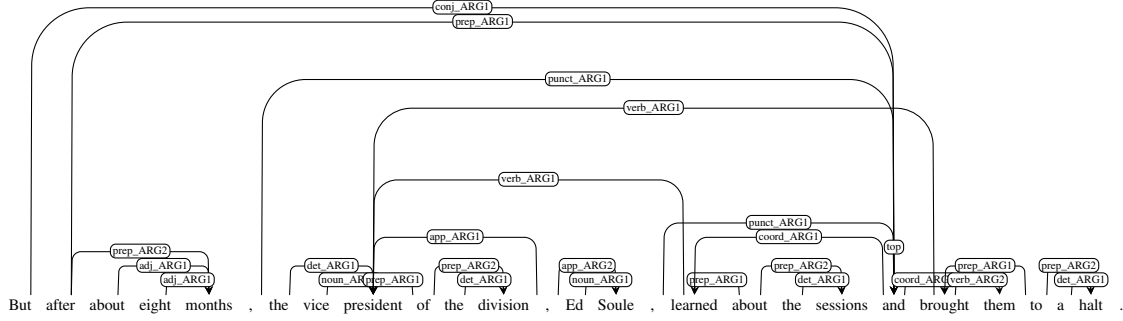 conj_ARG1
prep_ARG1
punct_ARG1
verb_ARG1
verb_ARG1
punct_ARG1
app_ARG1 coord_ARG1
top
prep_ARG2
adj_ARG1 det_ARG1 prep_ARG2 app_ARG2 prep_ARG2 prep_ARG1 prep_ARG2
adj_ARG1 prep_ARG1 det_ARG1 noun_ARG1 prep_ARG1 det_ARG1 verb_ARG2 det_ARG1
But after about eight months , the vice president of the division , Ed Soule , learned about the sessions and brought them to a halt .